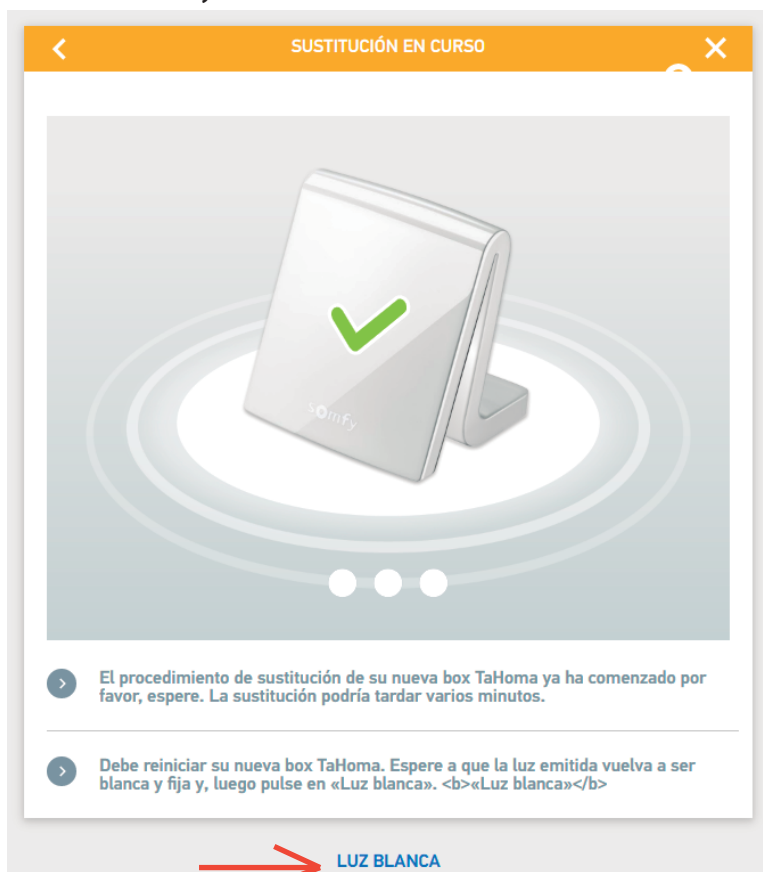 SUSTITUCIÓN EN CURSO
somfy
El procedimiento de sustitución de su nueva box TaHoma ya ha comenzado por
favor, espere. La sustitución podría tardar varios minutos.
Debe reiniciar su nueva box TaHoma. Espere a que la luz emitida vuelva a ser
blanca y fija y, luego pulse en «Luz blanca». <b>«Luz blanca»</b>
LUZ BLANCA